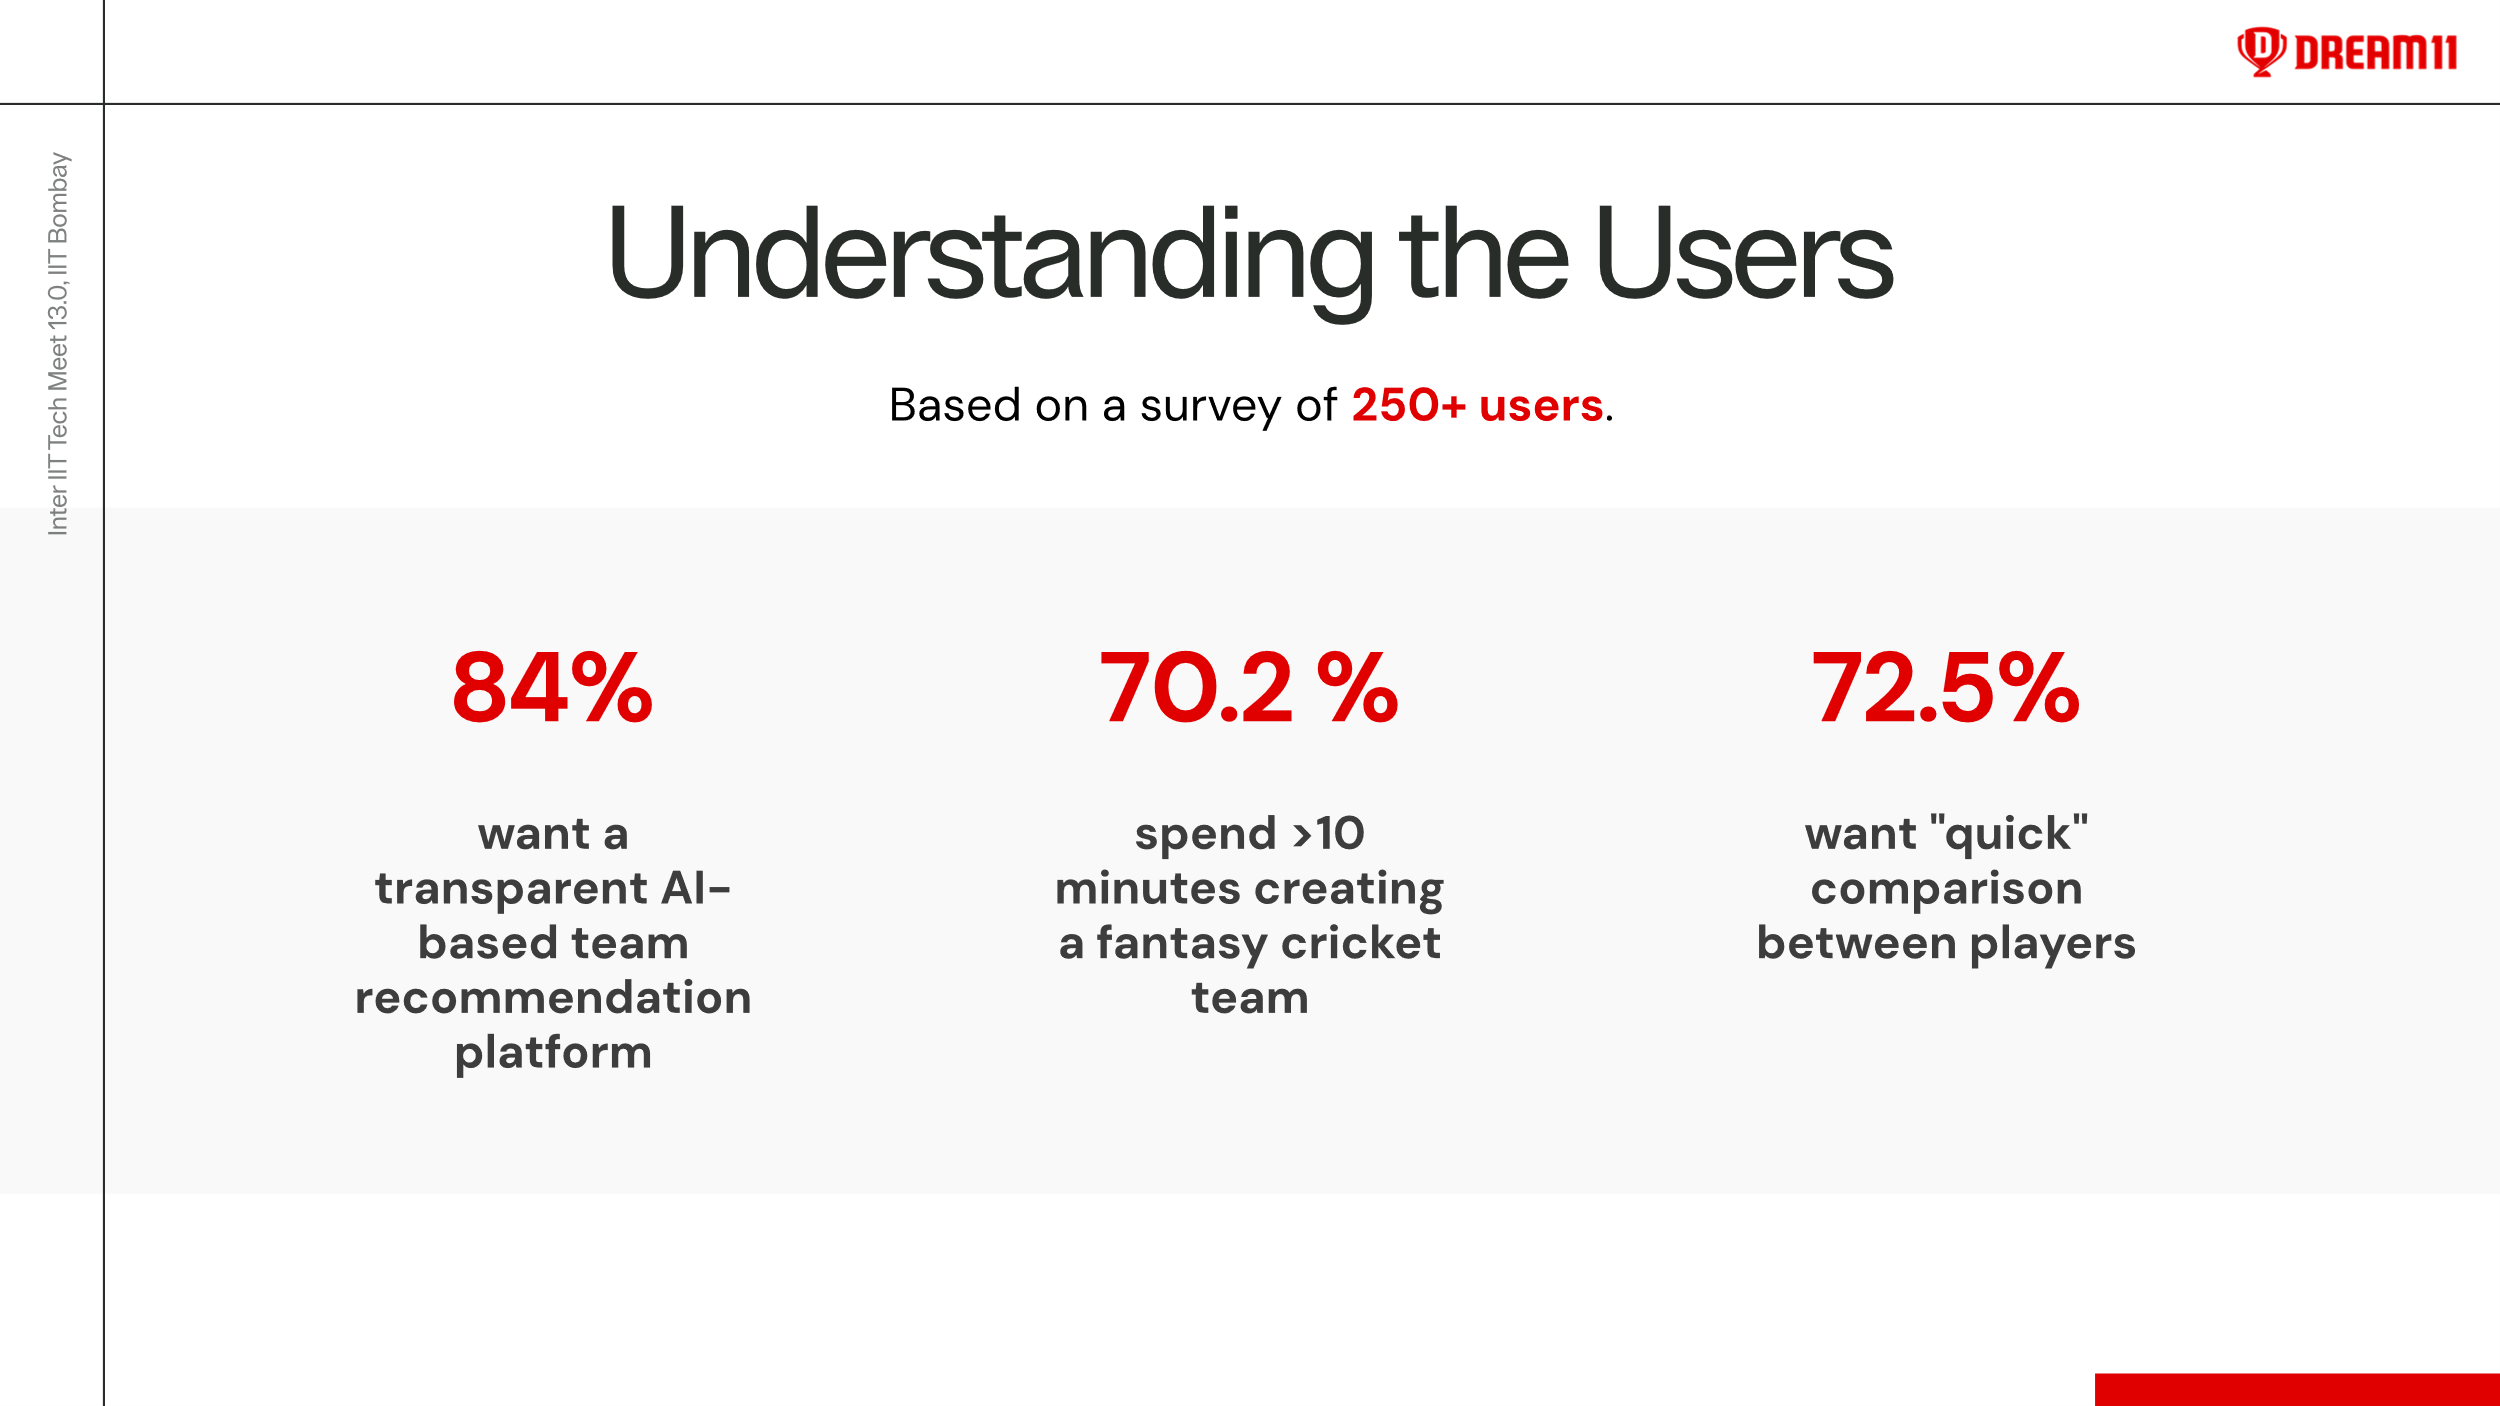 DREAM11
Inter IIT Tech Meet 13.0, IIT Bombay
Understanding the Users
Based on a survey of 250+ users.
84%
want a
transparent AI-
based team
recommendation
platform
70.2 %
spend >10
minutes creating
a fantasy cricket
team
72.5%
want "quick"
comparison
between players